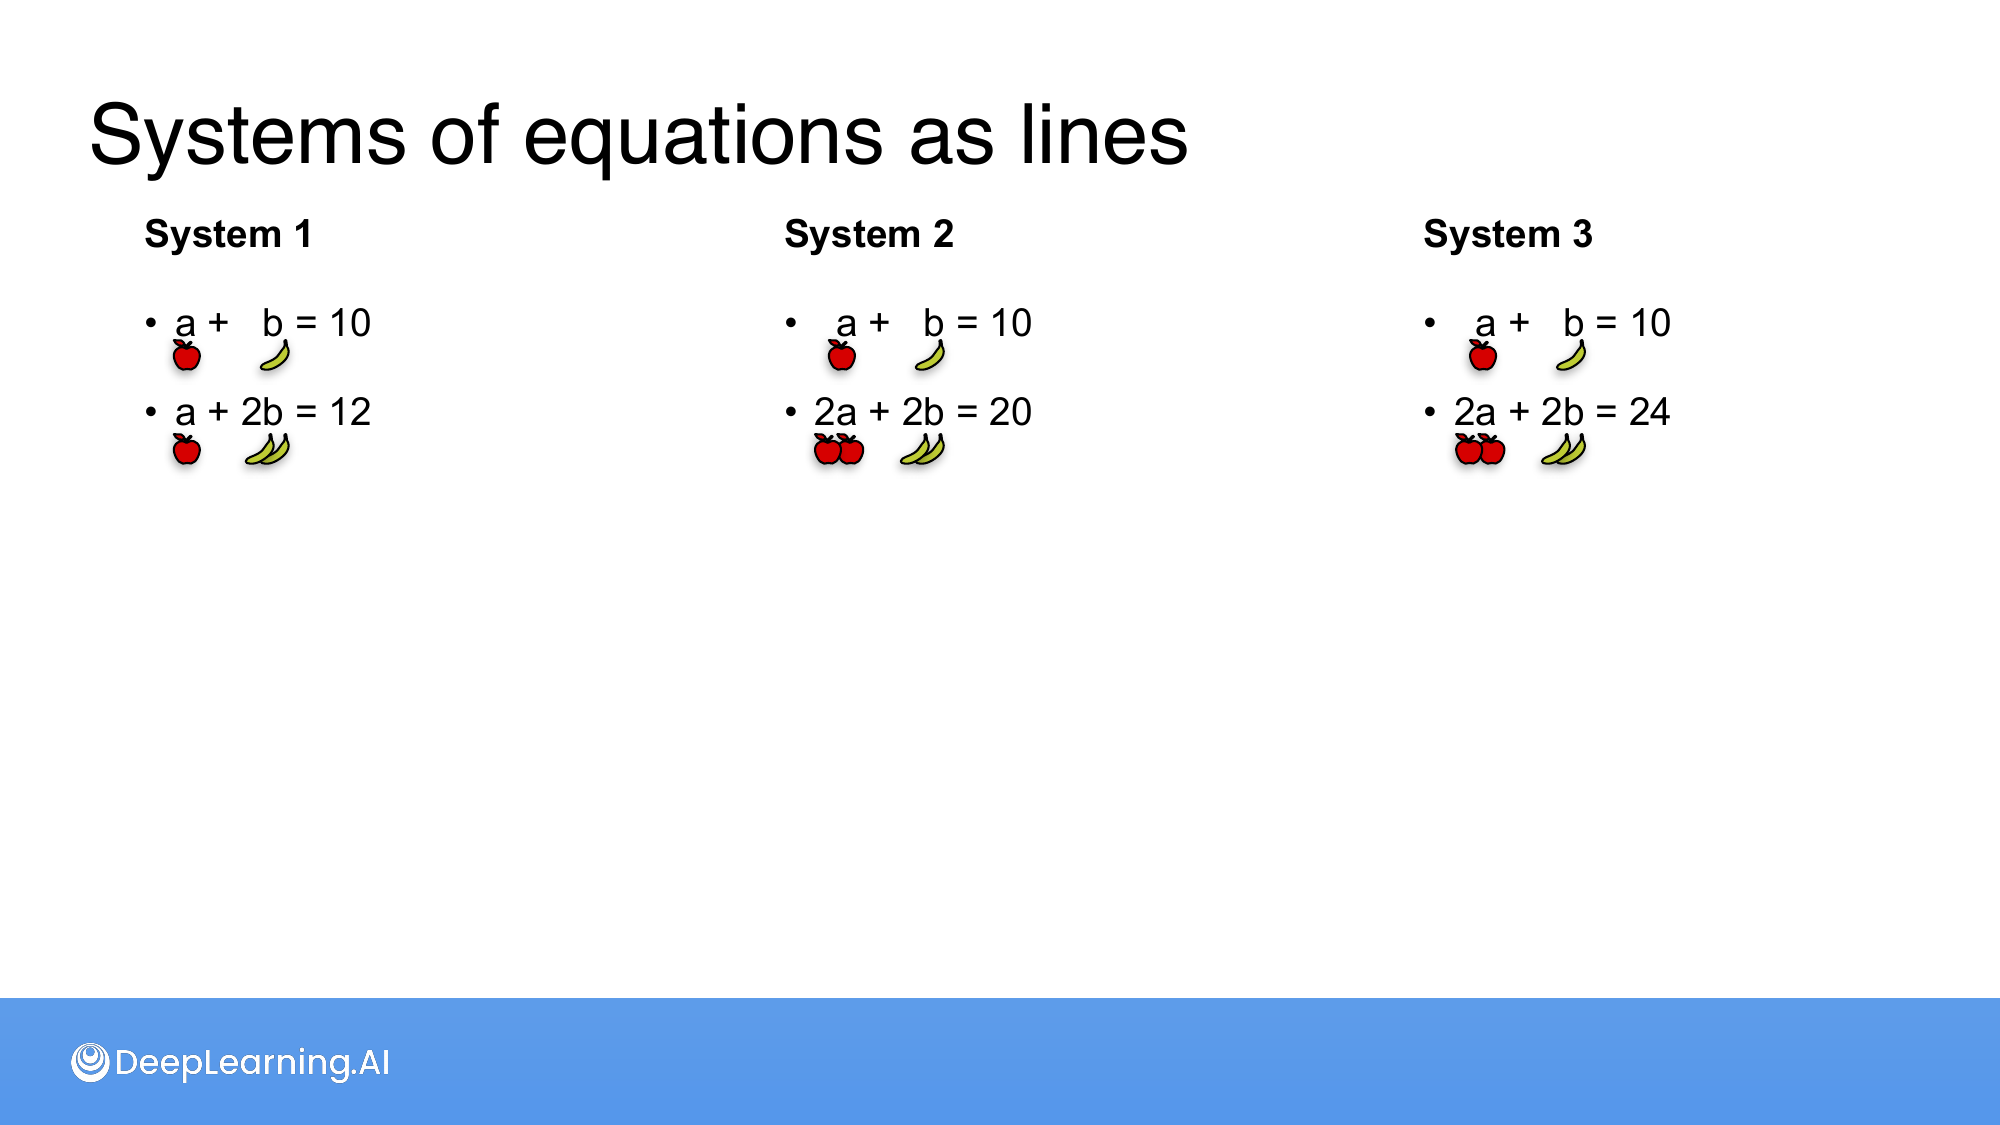 Systems of equations as lines
System 1
• a + b = 10
• a + 2b = 12
System 2
• a + b = 10
• 2a + 2b = 20
System 3
• a + b = 10
• 2a + 2b = 24
DeepLearning.AI